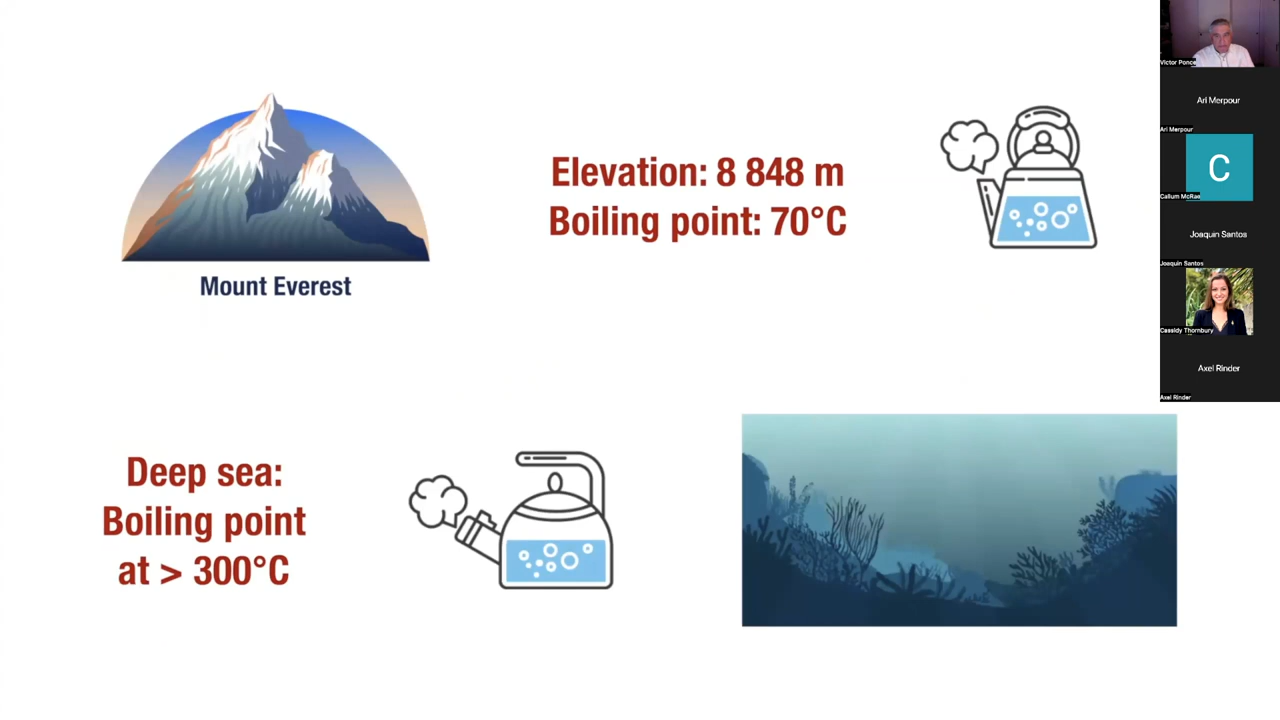 Elevation: 8 848 m
Boiling point: 70°C
Mount Everest
Deep sea:
Boiling point
at > 300°C
Victor Ponce
Ari Merpour
Ari Merpour
C
Callum McRae
Joaquin Santos
Joaquin Santos
Cassidy Thornbury
Axel Rinder
Axel Rinder